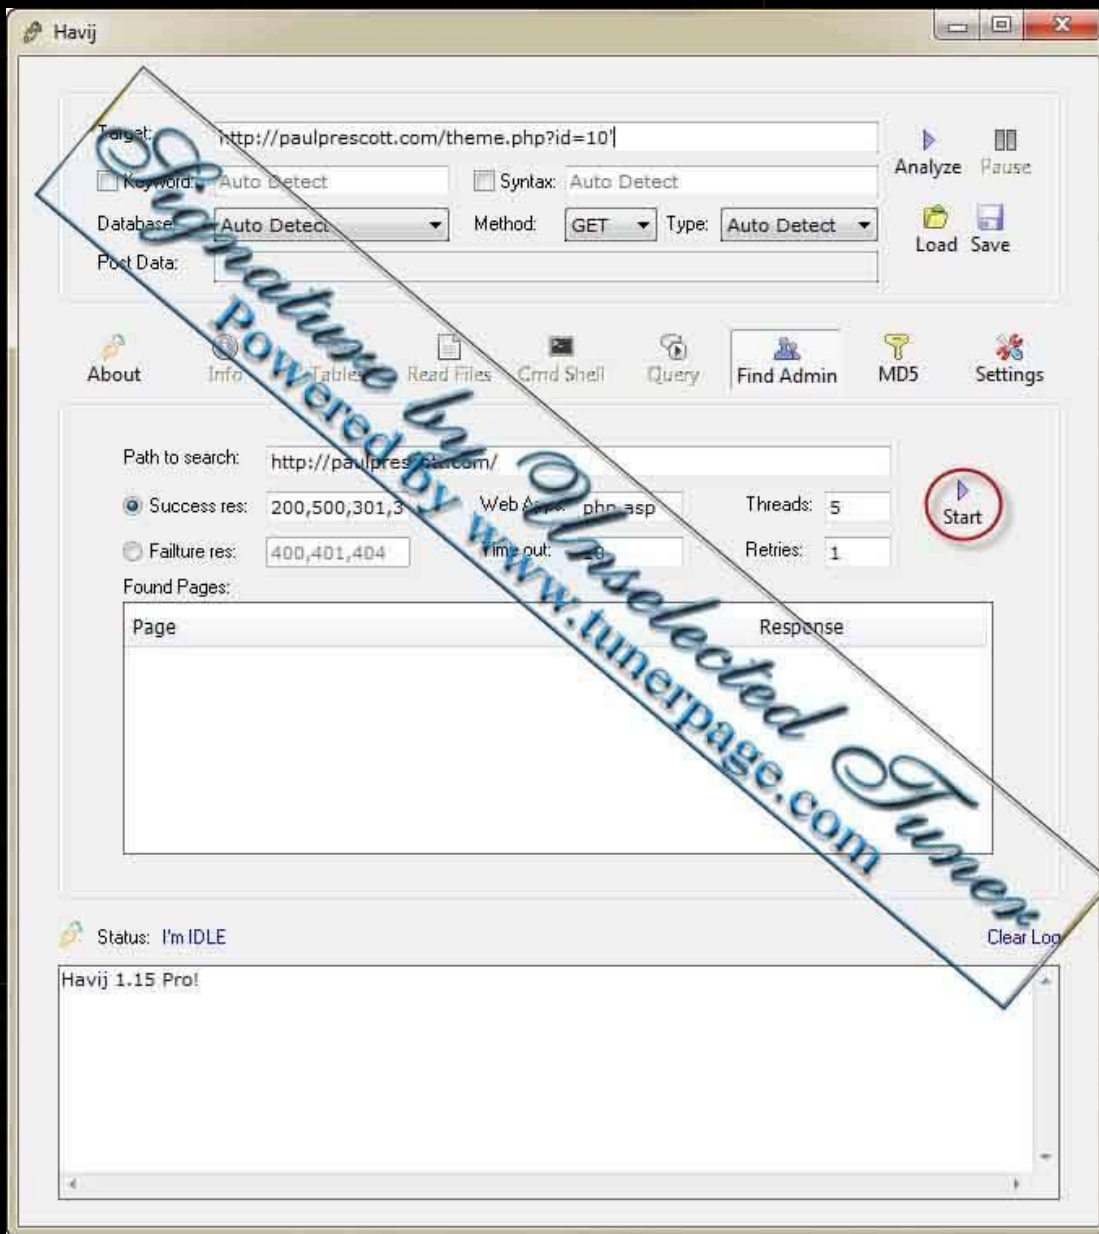 Havij
Target: http://paulprescott.com/theme.php?id=10'
Analyze Pause
Keyword: Auto Detect Syntax: Auto Detect
Database: Auto Detect Method: GET Type: Auto Detect
Load Save
Post Data:
About Info Tables Read Files Cmd Shell Query Find Admin MD5 Settings
Path to search: http://paulprescott.com/
Success res: 200,500,301,3 Web Apps: php,asp Threads: 5
Start
Failture res: 400,401,404 Time out: Retries: 1
Found Pages:
Page Response
Signature by Unselected Tuner
Powered by www.tunerpage.com
Status: I'm IDLE Clear Log
Havij 1.15 Pro!